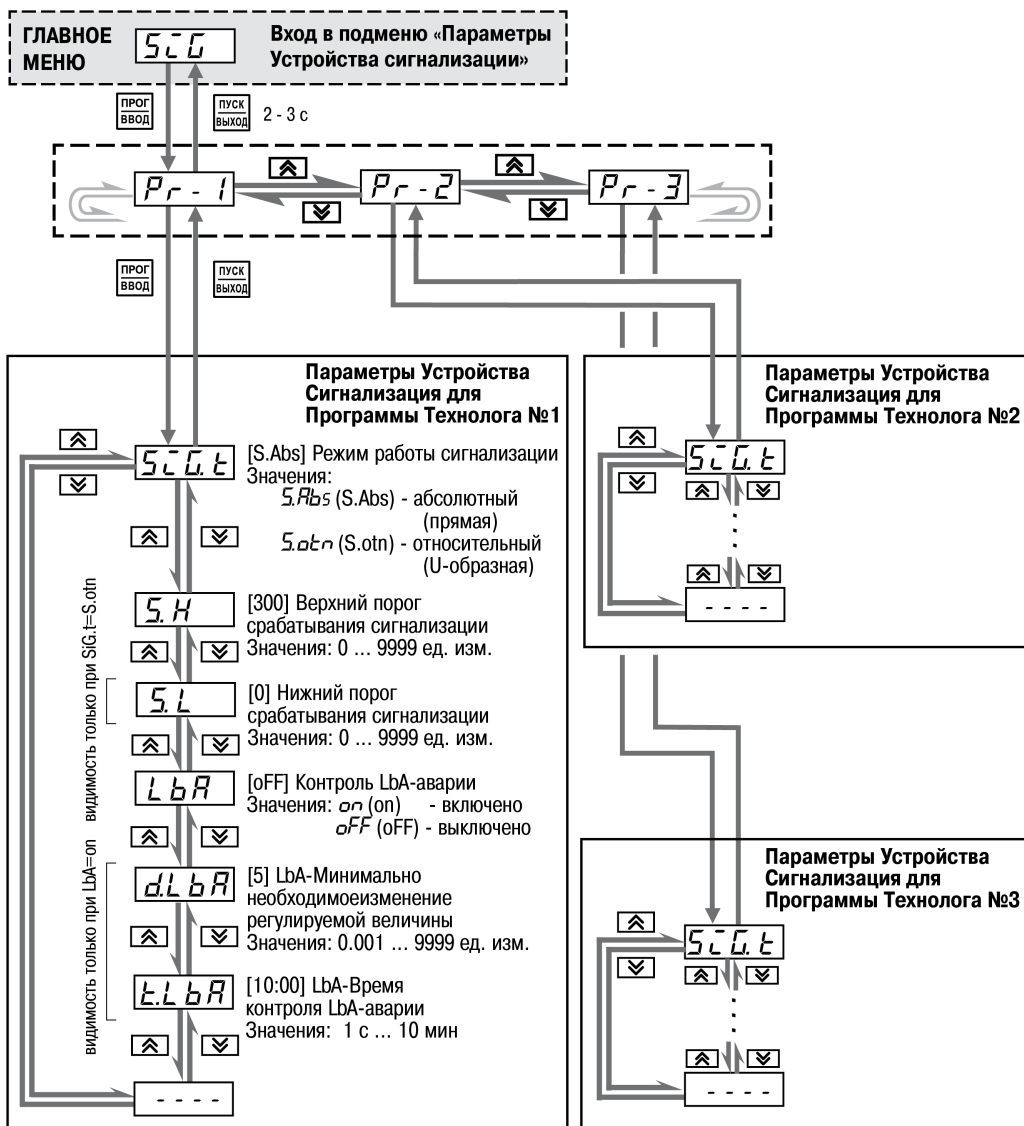 ГЛАВНОЕ
МЕНЮ
SiG
Вход в подменю «Параметры
Устройства сигнализации»
ПРОГ
ВВОД
ПУСК
ВЫХОД
2 - 3 с
Pr - 1
Pr - 2
Pr - 3
ПРОГ
ВВОД
ПУСК
ВЫХОД
Параметры Устройства
Сигнализация для
Программы Технолога №1
SiG.t
[S.Abs] Режим работы сигнализации
Значения:
S.Abs (S.Abs) - абсолютный
(прямая)
S.otn (S.otn) - относительный
(U-образная)
видимость только при SiG.t=S.otn
S. H
[300] Верхний порог
срабатывания сигнализации
Значения: 0 ... 9999 ед. изм.
S. L
[0] Нижний порог
срабатывания сигнализации
Значения: 0 ... 9999 ед. изм.
LbA
[oFF] Контроль LbA-аварии
Значения: on (on) - включено
oFF (oFF) - выключено
видимость только при LbA=on
d.LbA
[5] LbA-Минимально
необходимоеизменение
регулируемой величины
Значения: 0.001 ... 9999 ед. изм.
t.LbA
[10:00] LbA-Время
контроля LbA-аварии
Значения: 1 с ... 10 мин
- - - -
Параметры Устройства
Сигнализация для
Программы Технолога №2
SiG.t
- - - -
Параметры Устройства
Сигнализация для
Программы Технолога №3
SiG.t
- - - -